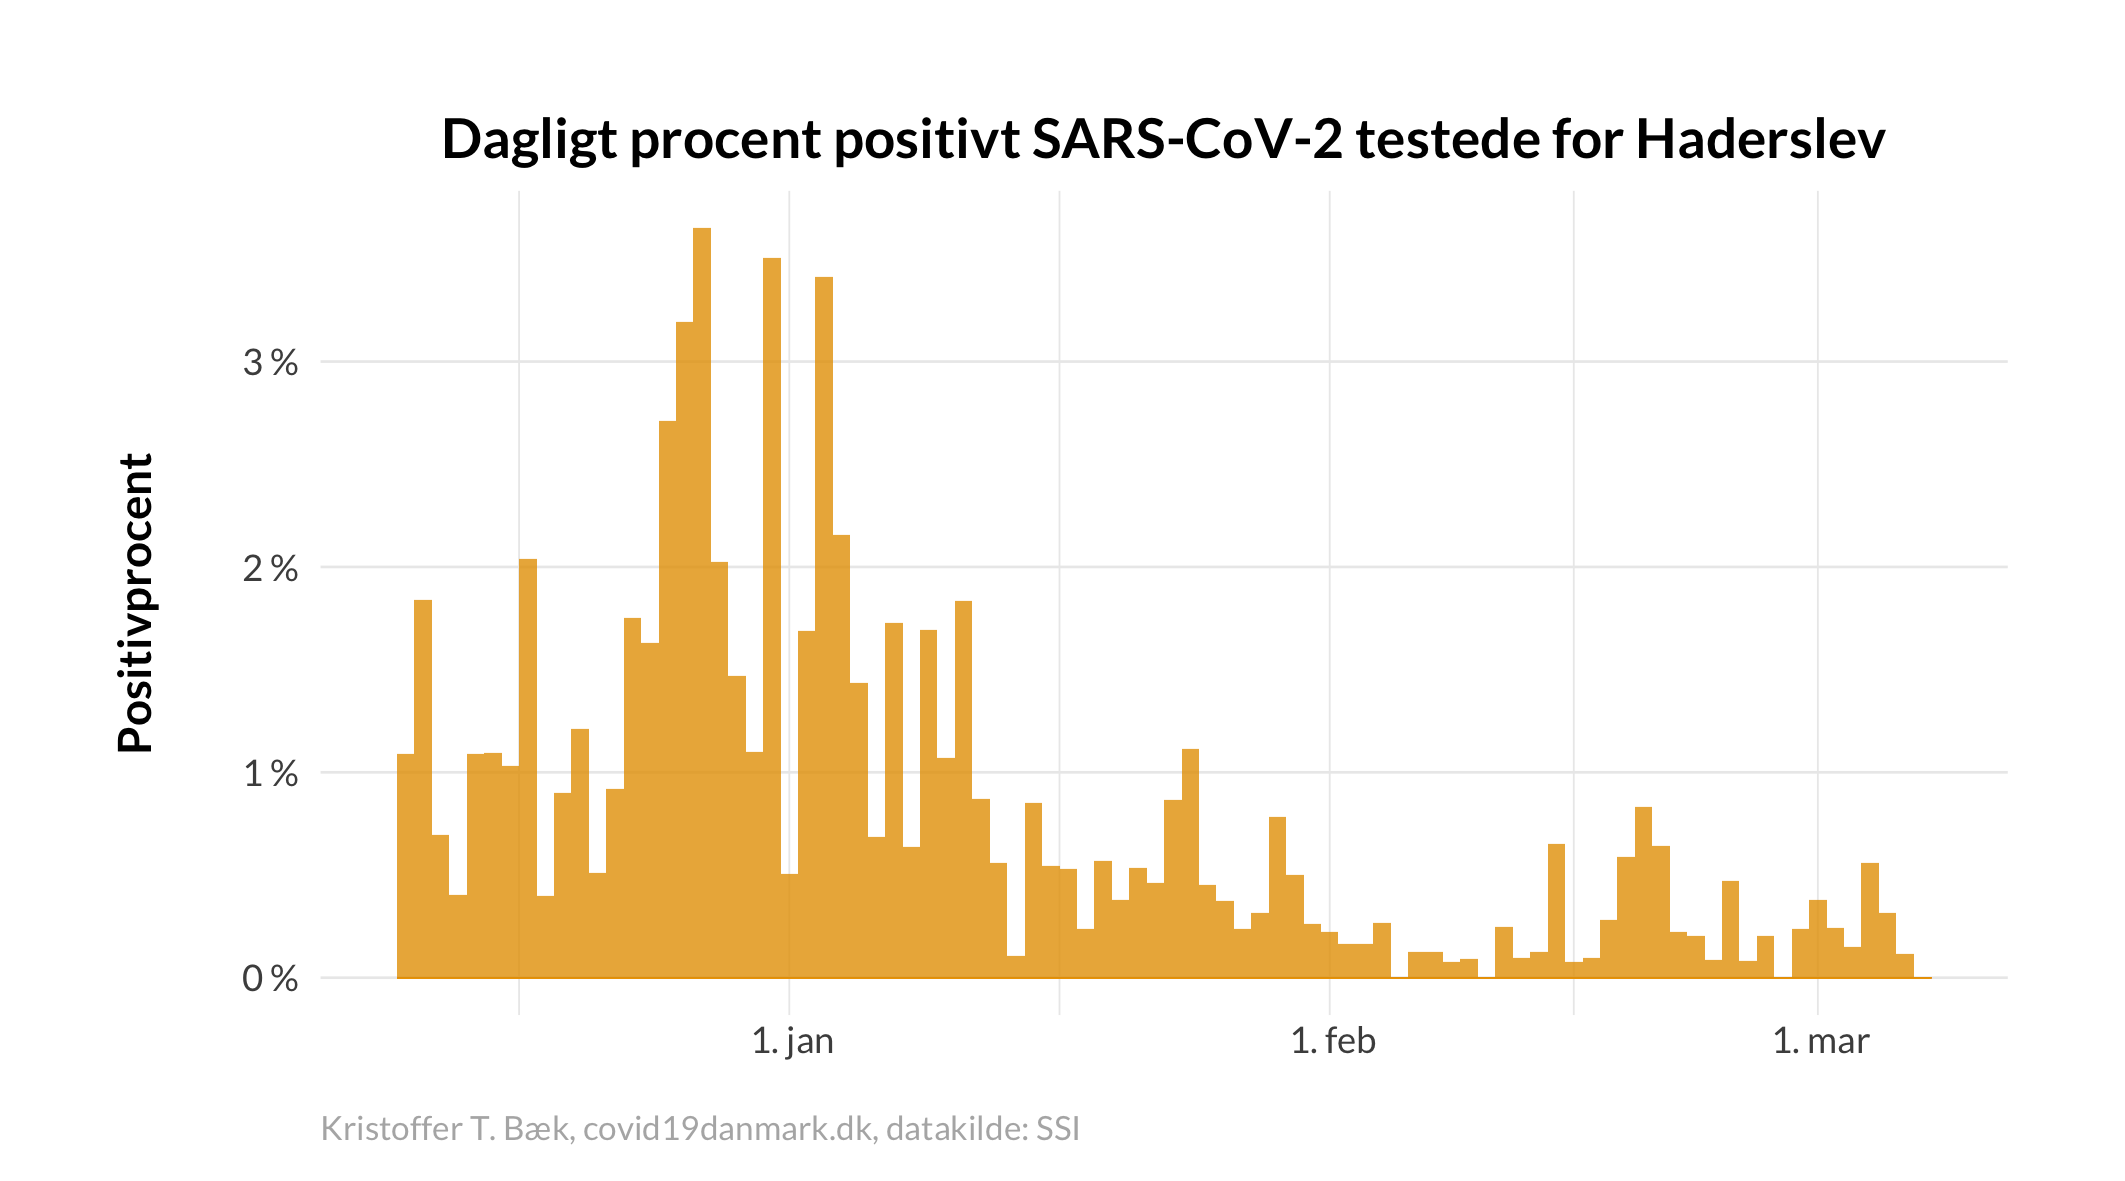 Dagligt procent positivt SARS-CoV-2 testede for Haderslev
Positivprocent
3 %
2 %
1 %
0 %
1. jan
1. feb
1. mar
Kristoffer T. Bæk, covid19danmark.dk, datakilde: SSI